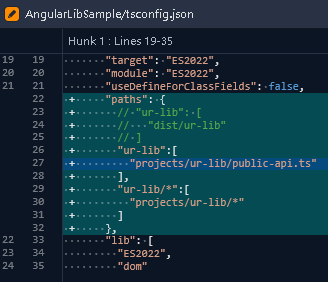 AngularLibSample/tsconfig.json
Hunk 1 : Lines 19-35
19 19 "target": "ES2022",
20 20 "module": "ES2022",
21 21 "useDefineForClassFields": false,
22 + "paths": {
23 + // "ur-lib": [
24 + //   "dist/ur-lib"
25 + // ]
26 + "ur-lib":[
27 + "projects/ur-lib/public-api.ts"
28 + ],
29 + "ur-lib/*":[
30 + "projects/ur-lib/*"
31 + ]
32 + },
22 33 "lib": [
23 34 "ES2022",
24 35 "dom"